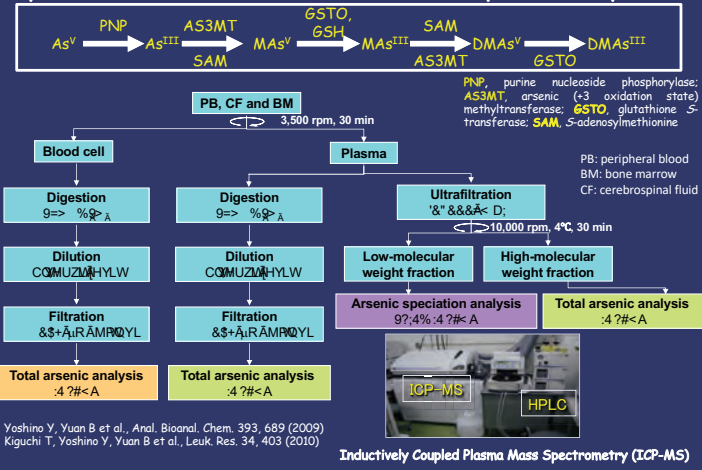 PNP
AS3MT
GSTO,
GSH
SAM
As^V As^III MAs^V MAs^III DMAs^V DMAs^III
SAM
AS3MT
GSTO
PNP, purine nucleoside phosphorylase;
AS3MT, arsenic (+3 oxidation state)
methyltransferase; GSTO, glutathione S-
transferase; SAM, S-adenosylmethionine
PB, CF and BM
3,500 rpm, 30 min
Blood cell
Plasma
PB: peripheral blood
BM: bone marrow
CF: cerebrospinal fluid
Digestion
Digestion
Ultrafiltration
10,000 rpm, 4℃, 30 min
Dilution
Dilution
Low-molecular
weight fraction
High-molecular
weight fraction
Filtration
Filtration
Arsenic speciation analysis
Total arsenic analysis
:4 ?#< A
Total arsenic analysis
:4 ?#< A
Total arsenic analysis
:4 ?#< A
ICP-MS
HPLC
Yoshino Y, Yuan B et al., Anal. Bioanal. Chem. 393, 689 (2009)
Kiguchi T, Yoshino Y, Yuan B et al., Leuk. Res. 34, 403 (2010)
Inductively Coupled Plasma Mass Spectrometry (ICP-MS)